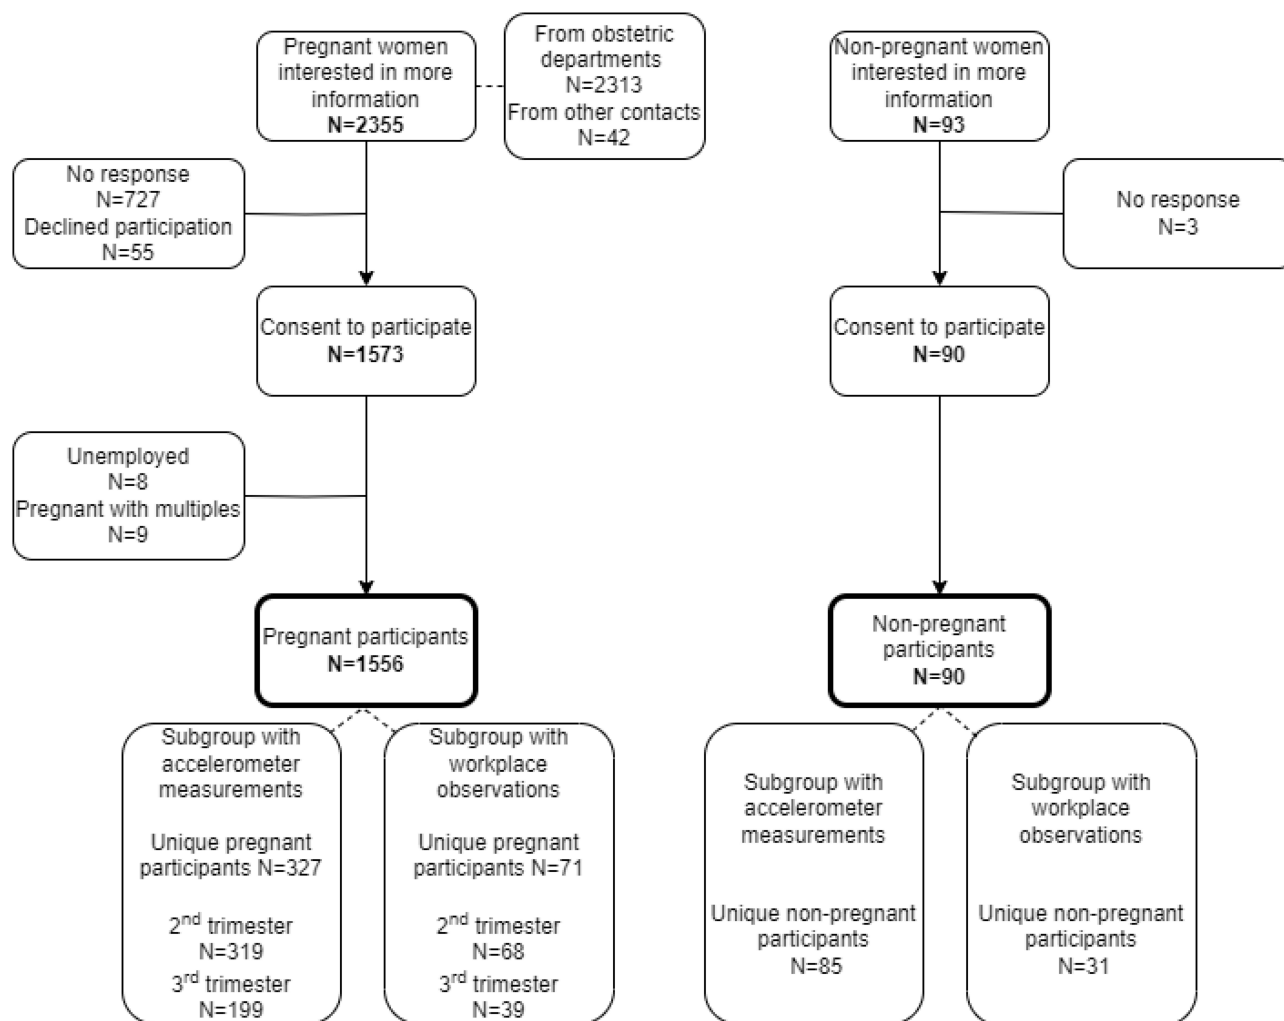 Pregnant women
interested in more
information
N=2355
From obstetric
departments
N=2313
From other contacts
N=42
Non-pregnant women
interested in more
information
N=93
No response
N=727
Declined participation
N=55
No response
N=3
Consent to participate
N=1573
Consent to participate
N=90
Unemployed
N=8
Pregnant with multiples
N=9
Pregnant participants
N=1556
Non-pregnant
participants
N=90
Subgroup with
accelerometer
measurements
Unique pregnant
participants N=327
2nd trimester
N=319
3rd trimester
N=199
Subgroup with
workplace
observations
Unique pregnant
participants N=71
2nd trimester
N=68
3rd trimester
N=39
Subgroup with
accelerometer
measurements
Unique non-pregnant
participants
N=85
Subgroup with
workplace
observations
Unique non-pregnant
participants
N=31